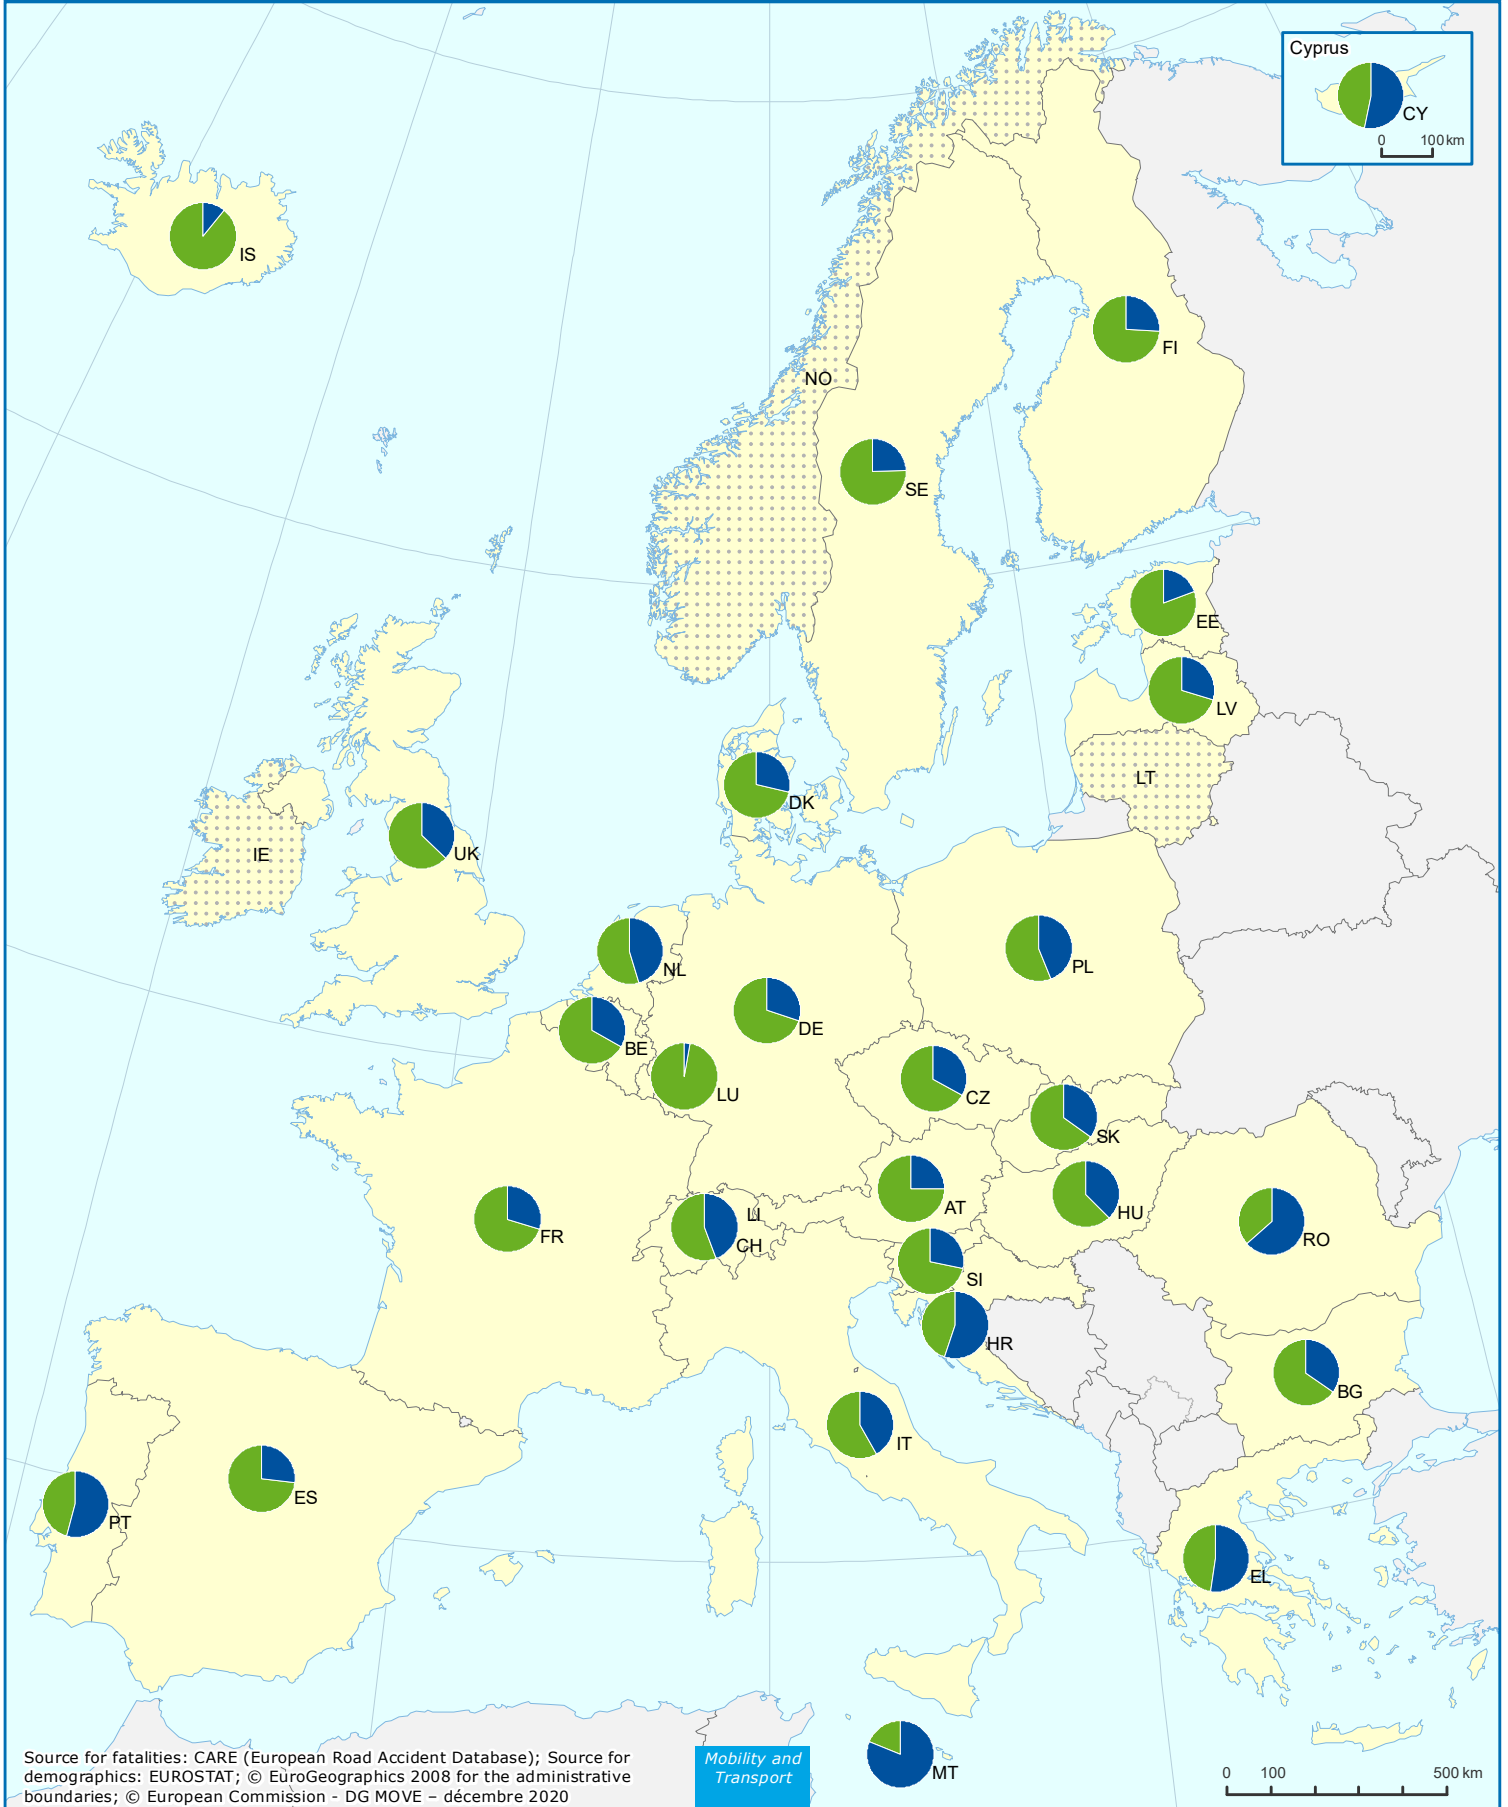 Cyprus
CY
0 100 km
IS
FI
NO
SE
EE
LV
LT
DK
IE
UK
NL
PL
DE
BE
LU
CZ
SK
AT
HU
LI
FR
CH
RO
SI
HR
BG
IT
ES
PT
EL
MT
Source for fatalities: CARE (European Road Accident Database); Source for
demographics: EUROSTAT; © EuroGeographics 2008 for the administrative
boundaries; © European Commission - DG MOVE – décembre 2020
Mobility and
Transport
0 100 500 km